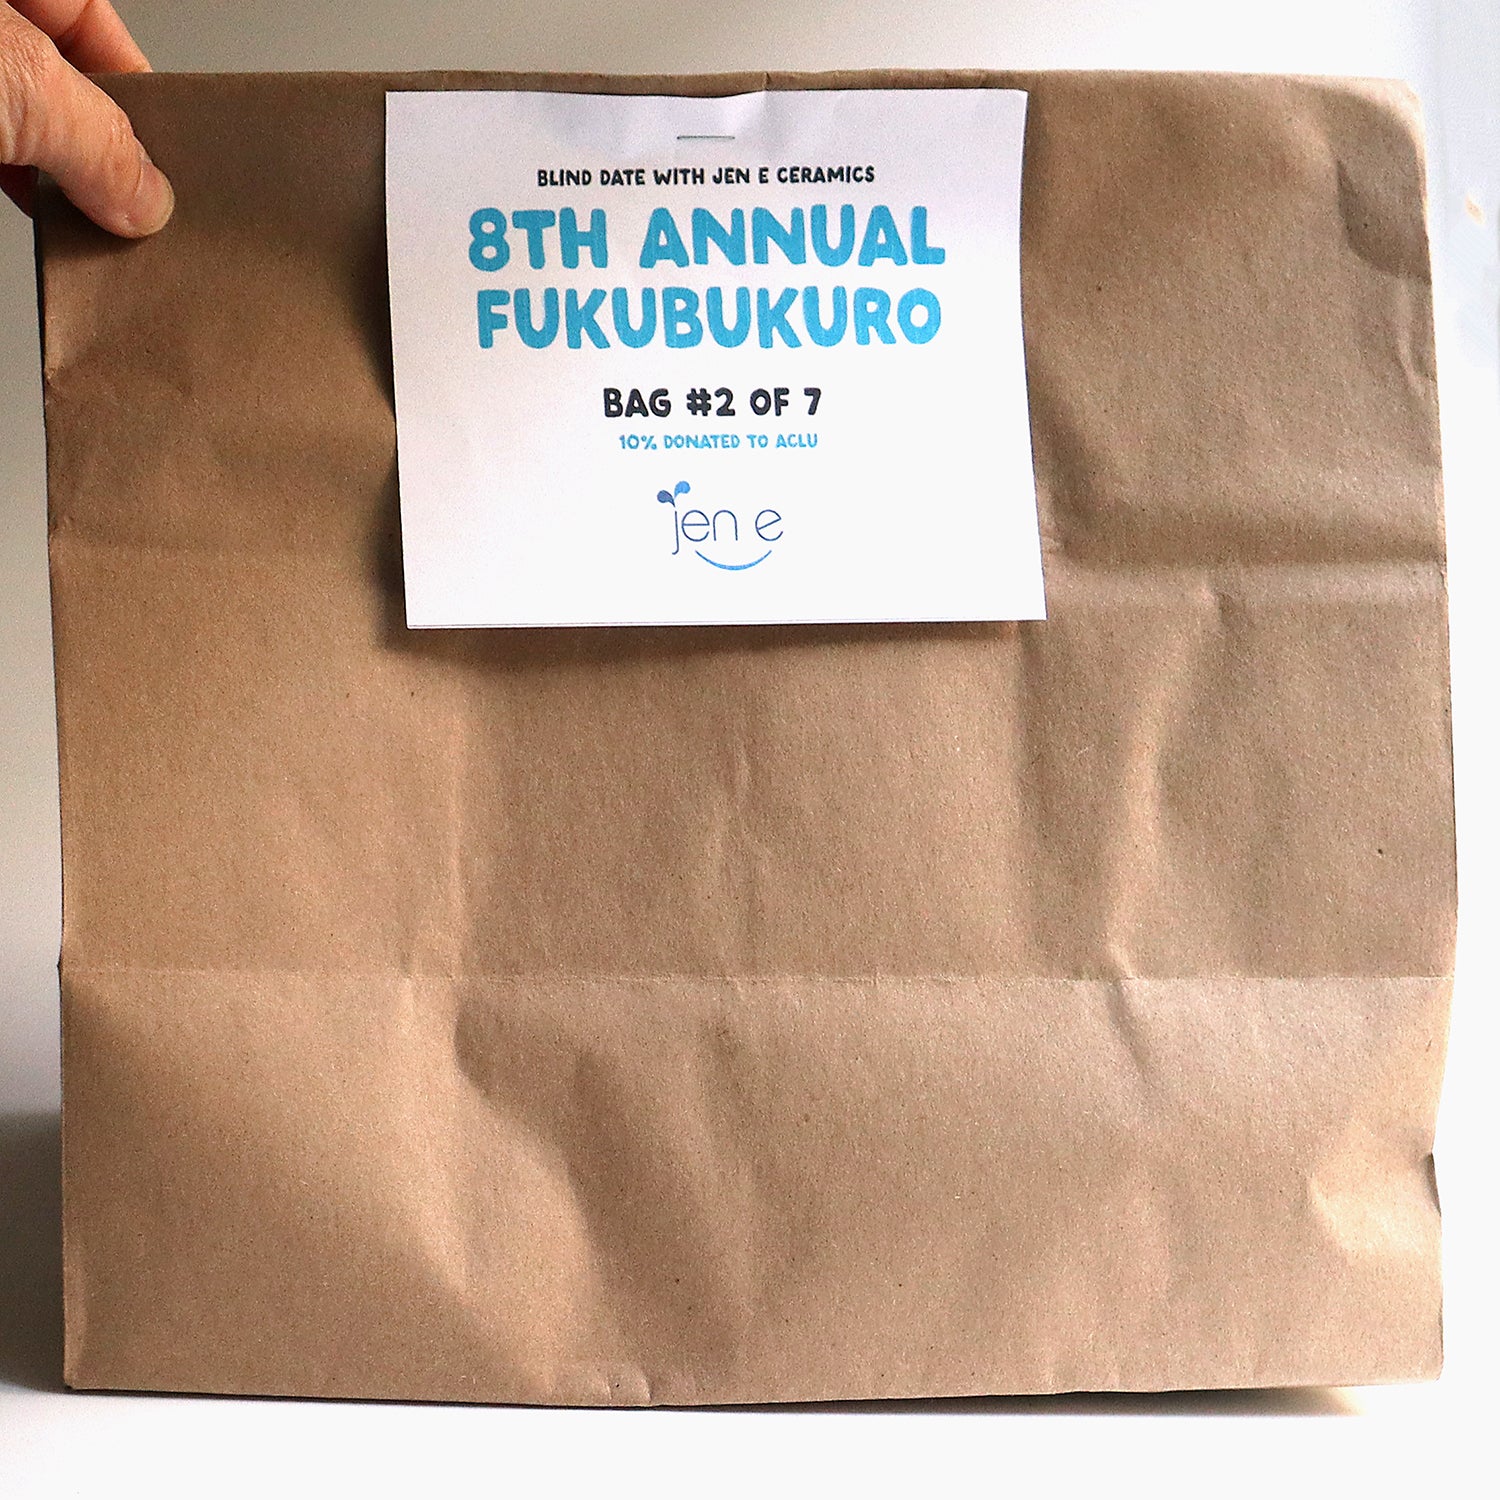 BLIND DATE WITH JEN E CERAMICS
8TH ANNUAL
FUKUBUKURO
BAG #2 OF 7
10% DONATED TO ACLU
jen e